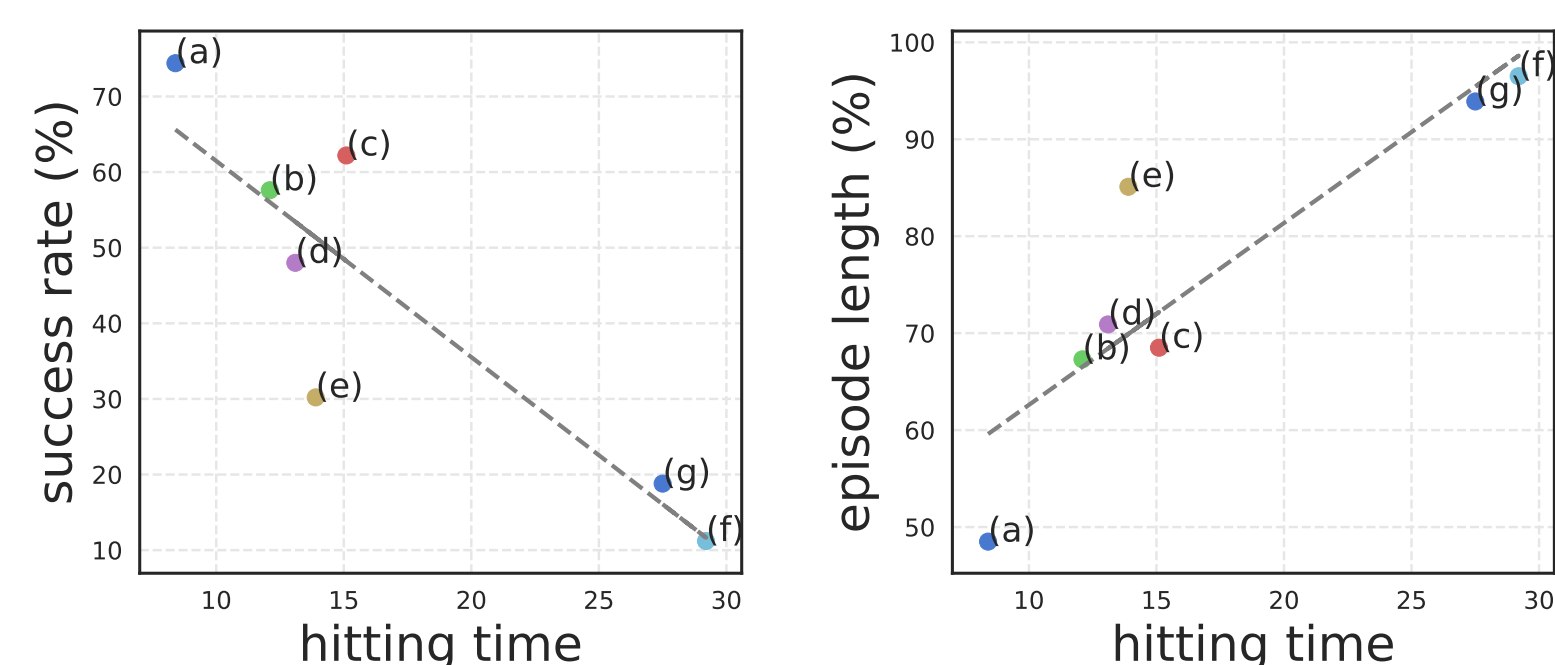 success rate (%)
70
60
50
40
30
20
10
(a)
(c)
(b)
(d)
(e)
(g)
(f)
10 15 20 25 30
hitting time
episode length (%)
100
90
80
70
60
50
(f)
(g)
(e)
(d)
(c)
(b)
(a)
10 15 20 25 30
hitting time